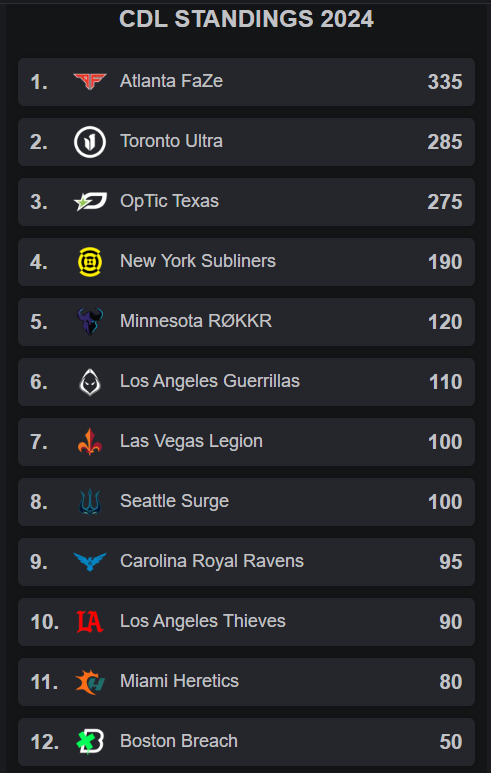 CDL STANDINGS 2024
1. Atlanta FaZe 335
2. Toronto Ultra 285
3. OpTic Texas 275
4. New York Subliners 190
5. Minnesota RØKKR 120
6. Los Angeles Guerrillas 110
7. Las Vegas Legion 100
8. Seattle Surge 100
9. Carolina Royal Ravens 95
10. LA Los Angeles Thieves 90
11. Miami Heretics 80
12. B Boston Breach 50